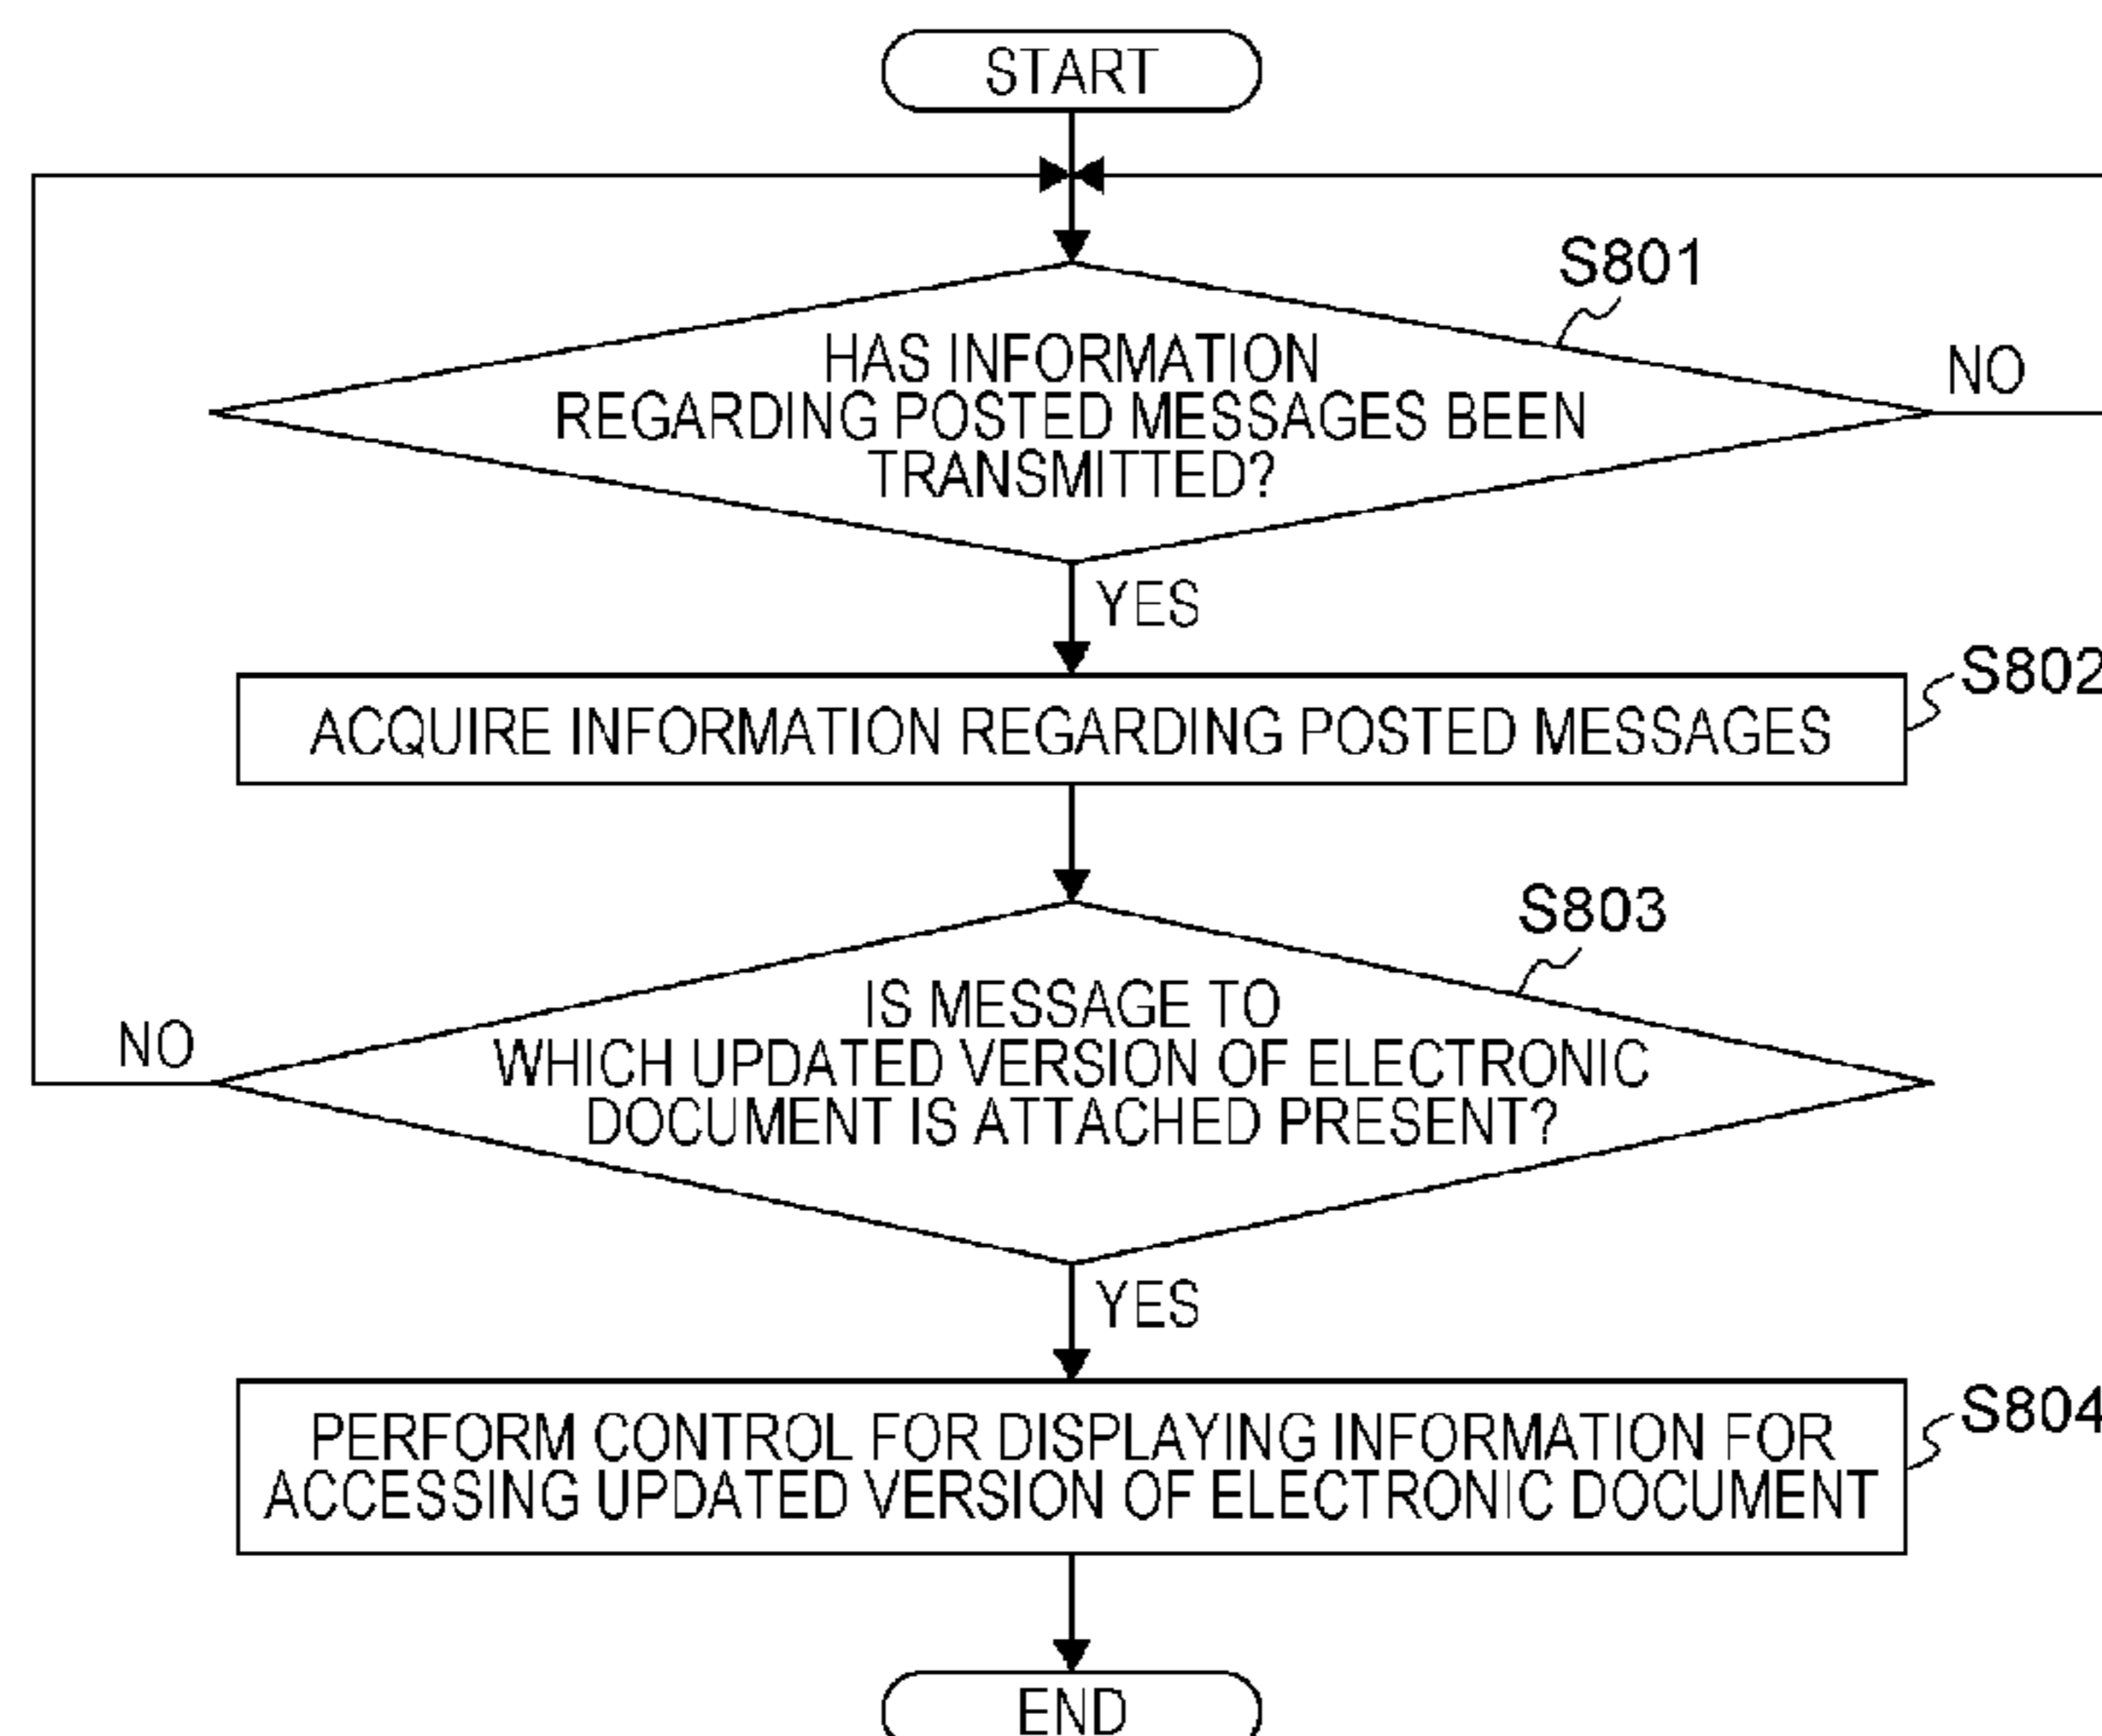 START
S801
HAS INFORMATION
REGARDING POSTED MESSAGES BEEN
TRANSMITTED?
NO
YES
S802
ACQUIRE INFORMATION REGARDING POSTED MESSAGES
S803
IS MESSAGE TO
WHICH UPDATED VERSION OF ELECTRONIC
DOCUMENT IS ATTACHED PRESENT?
NO
YES
S804
PERFORM CONTROL FOR DISPLAYING INFORMATION FOR
ACCESSING UPDATED VERSION OF ELECTRONIC DOCUMENT
END